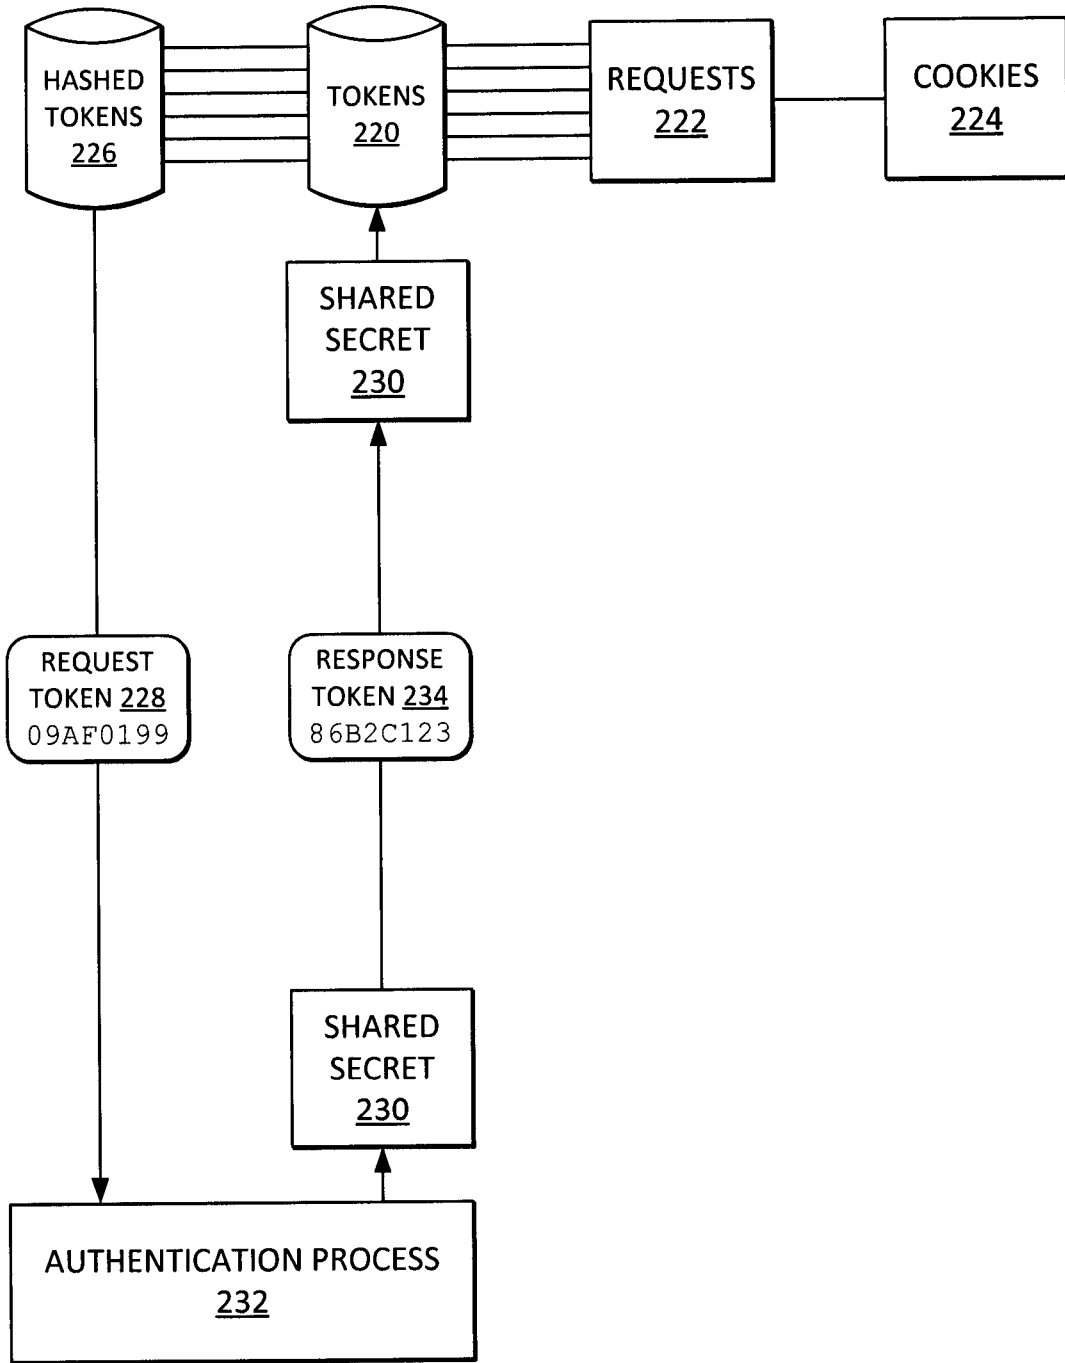 HASHED
TOKENS
226
TOKENS
220
REQUESTS
222
COOKIES
224
SHARED
SECRET
230
REQUEST
TOKEN 228
09AF0199
RESPONSE
TOKEN 234
86B2C123
SHARED
SECRET
230
AUTHENTICATION PROCESS
232